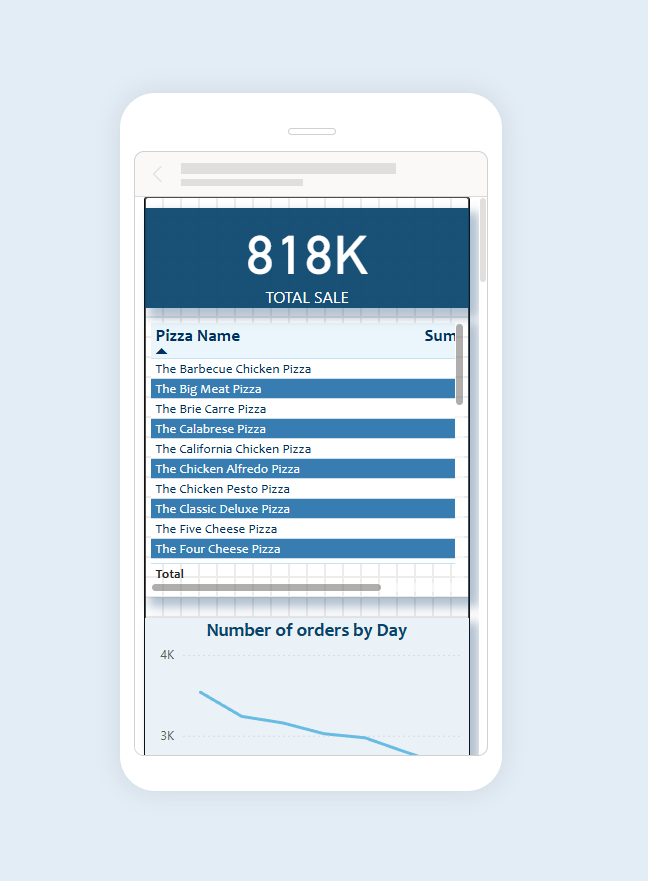 818K
TOTAL SALE
Pizza Name Sum
The Barbecue Chicken Pizza
The Big Meat Pizza
The Brie Carre Pizza
The Calabrese Pizza
The California Chicken Pizza
The Chicken Alfredo Pizza
The Chicken Pesto Pizza
The Classic Deluxe Pizza
The Five Cheese Pizza
The Four Cheese Pizza
Total
Number of orders by Day
4K
3K